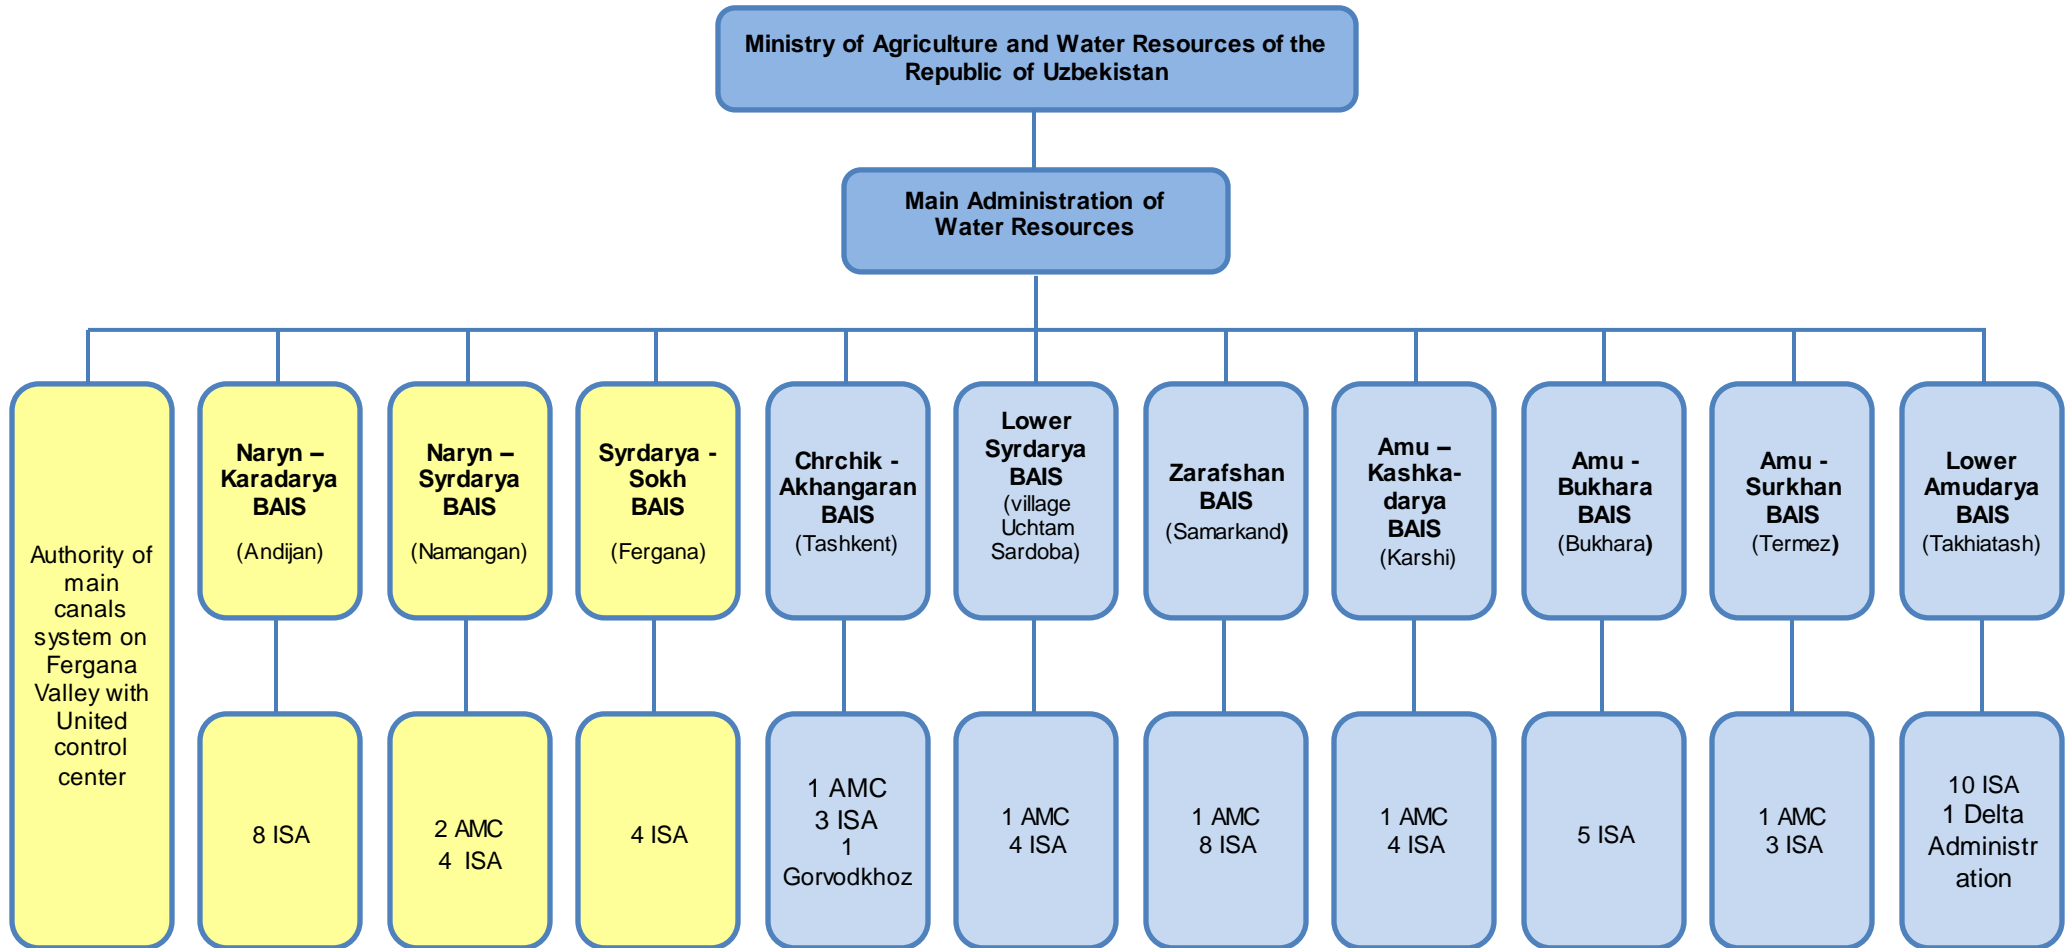 Ministry of Agriculture and Water Resources of the
Republic of Uzbekistan
Main Administration of
Water Resources
Authority of
main
canals
system on
Fergana
Valley with
United
control
center
Naryn –
Karadarya
BAIS
(Andijan)
Naryn –
Syrdarya
BAIS
(Namangan)
Syrdarya -
Sokh
BAIS
(Fergana)
Chrchik -
Akhangaran
BAIS
(Tashkent)
Lower
Syrdarya
BAIS
(village
Uchtam
Sardoba)
Zarafshan
BAIS
(Samarkand)
Amu –
Kashka-
darya
BAIS
(Karshi)
Amu -
Bukhara
BAIS
(Bukhara)
Amu -
Surkhan
BAIS
(Termez)
Lower
Amudarya
BAIS
(Takhiatash)
8 ISA
2 AMC
4 ISA
4 ISA
1 AMC
3 ISA
1
Gorvodkhoz
1 AMC
4 ISA
1 AMC
8 ISA
1 AMC
4 ISA
5 ISA
1 AMC
3 ISA
10 ISA
1 Delta
Administr
ation